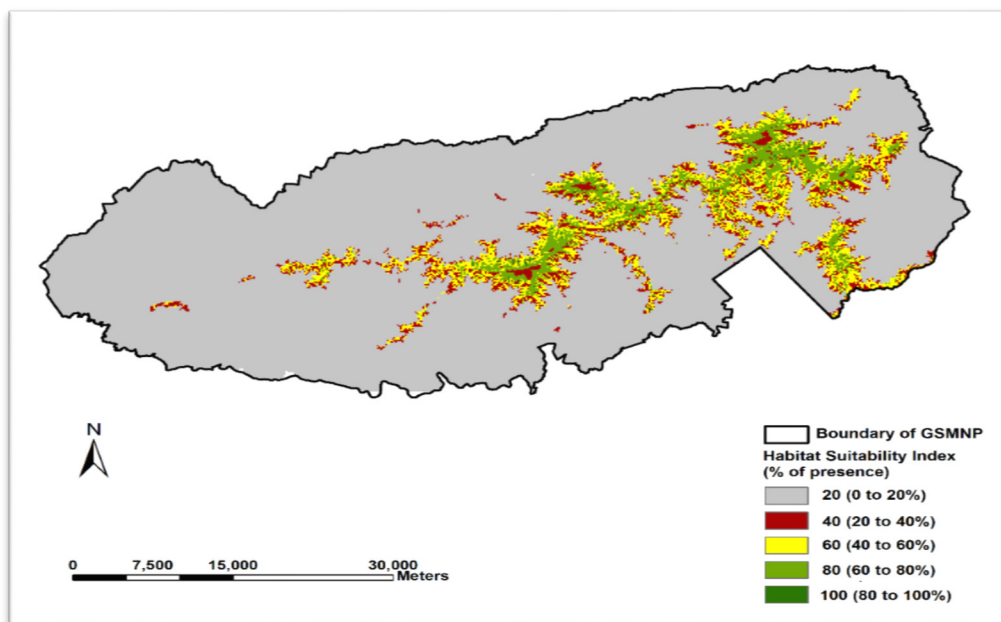 N
Boundary of GSMNP
Habitat Suitability Index
(% of presence)
20 (0 to 20%)
40 (20 to 40%)
60 (40 to 60%)
80 (60 to 80%)
100 (80 to 100%)
0 7,500 15,000 30,000
Meters